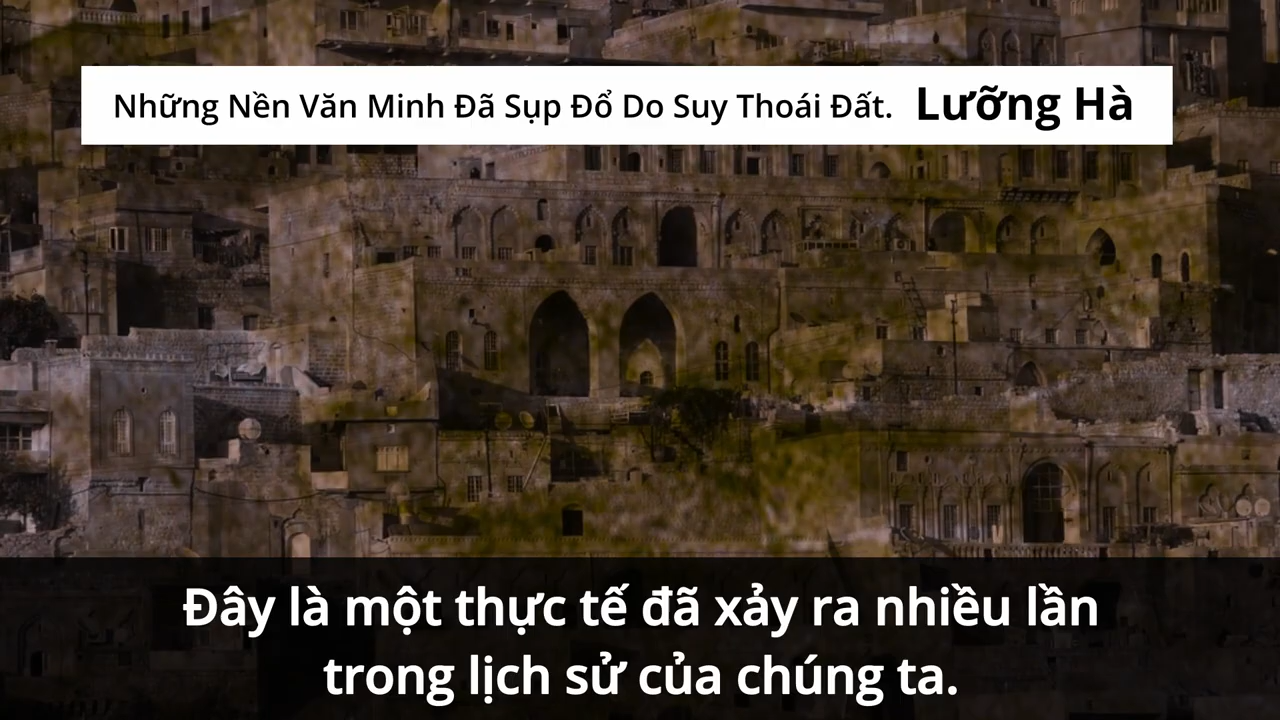 Những Nền Văn Minh Đã Sụp Đổ Do Suy Thoái Đất. Lưỡng Hà
Đây là một thực tế đã xảy ra nhiều lần
trong lịch sử của chúng ta.